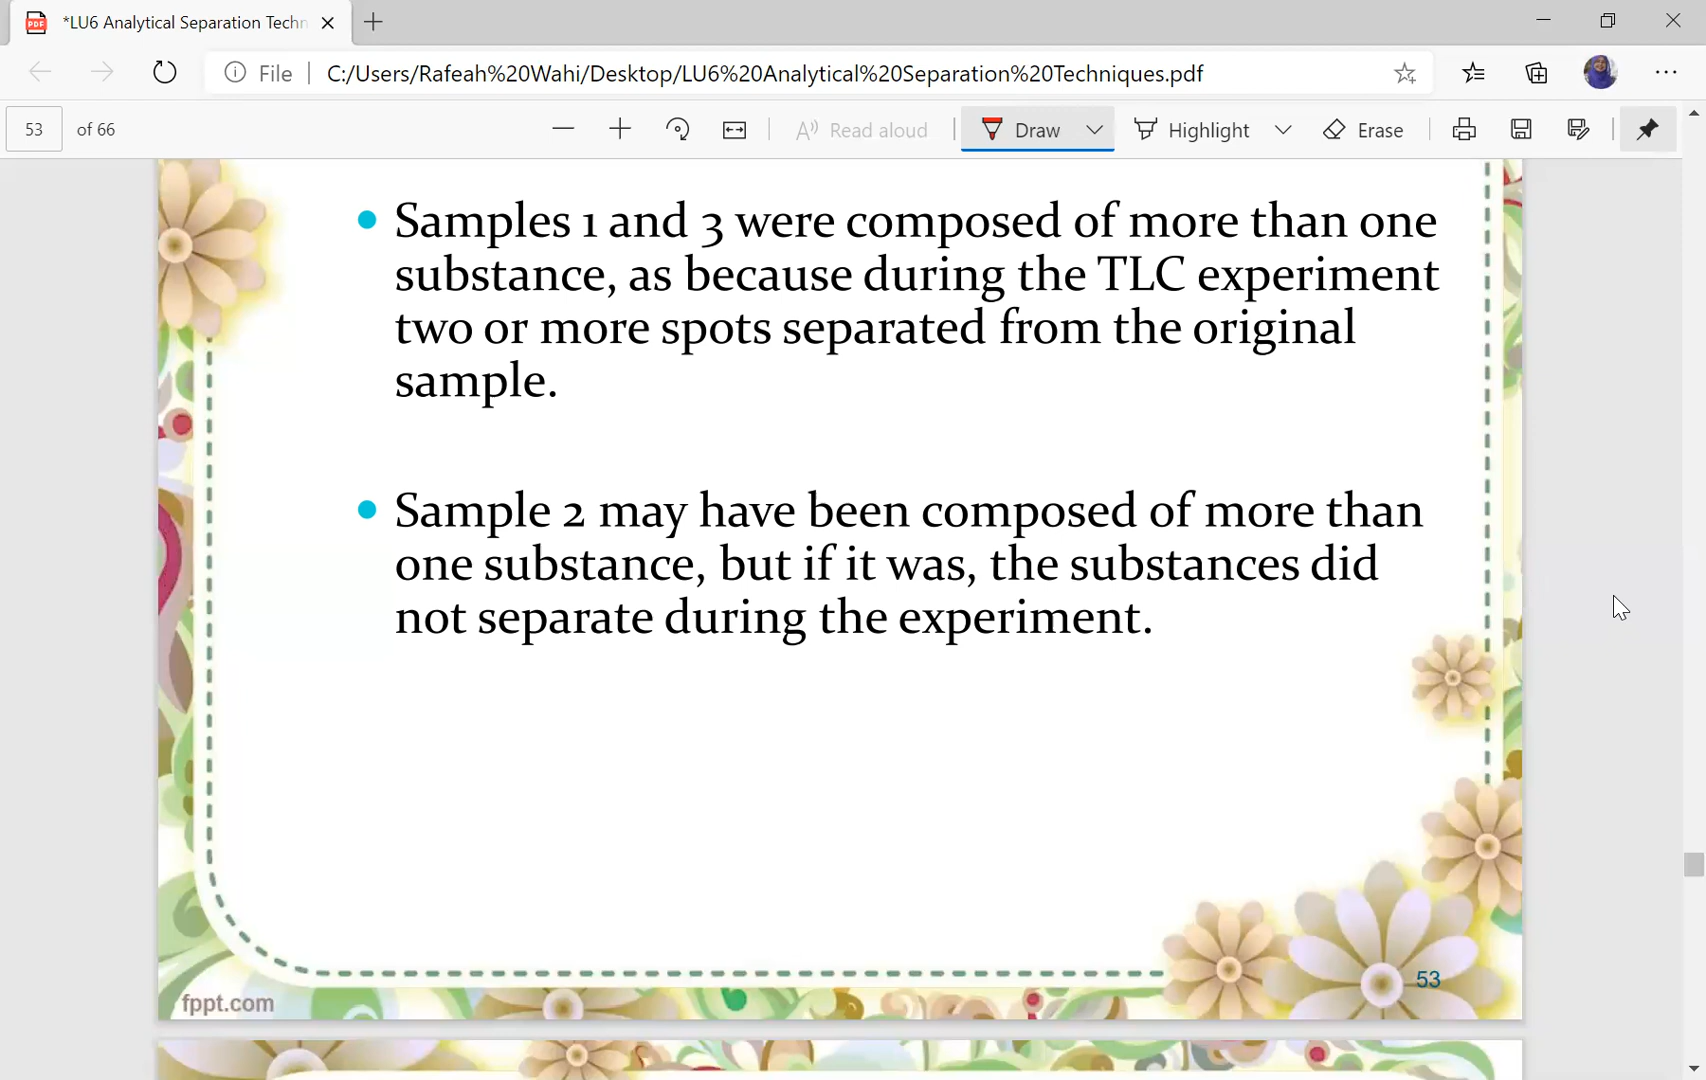 *LU6 Analytical Separation Techn
File
C:/Users/Rafeah%20Wahi/Desktop/LU6%20Analytical%20Separation%20Techniques.pdf
53 of 66
Read aloud
Draw
Highlight
Erase
Samples 1 and 3 were composed of more than one
substance, as because during the TLC experiment
two or more spots separated from the original
sample.
Sample 2 may have been composed of more than
one substance, but if it was, the substances did
not separate during the experiment.
53
fppt.com